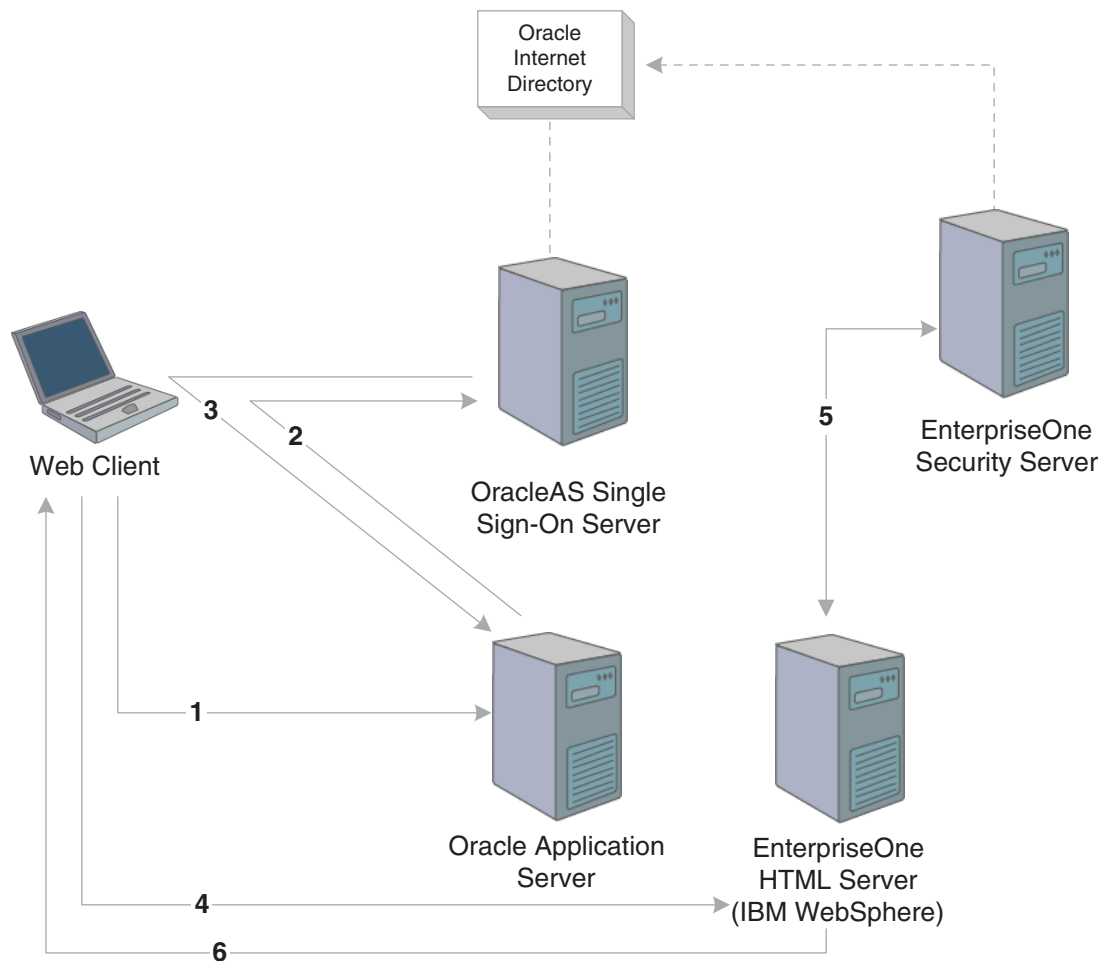 Oracle
Internet
Directory
3
2
5
Web Client
EnterpriseOne
Security Server
OracleAS Single
Sign-On Server
1
Oracle Application
Server
EnterpriseOne
HTML Server
(IBM WebSphere)
4
6